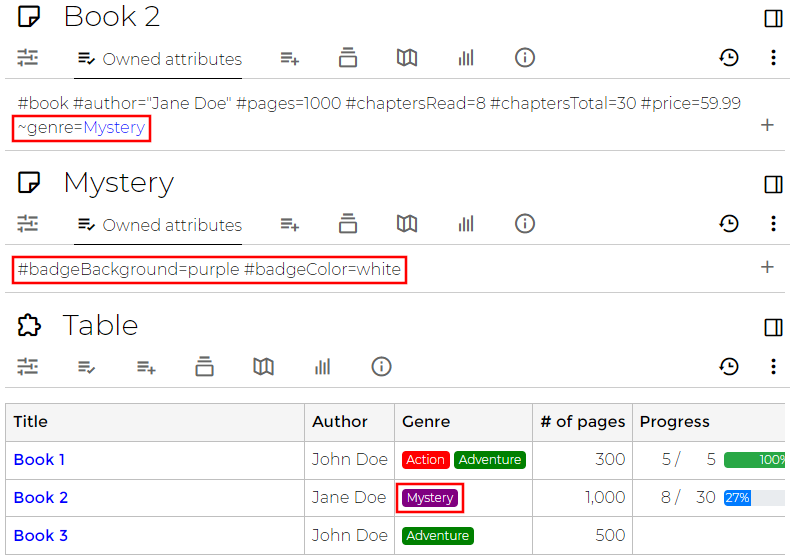 Book 2
Owned attributes
#book #author="Jane Doe" #pages=1000 #chaptersRead=8 #chaptersTotal=30 #price=59.99
~genre=Mystery
Mystery
Owned attributes
#badgeBackground=purple #badgeColor=white
Table
Title Author Genre # of pages Progress
Book 1 John Doe Action Adventure 300 5 / 5 100%
Book 2 Jane Doe Mystery 1,000 8 / 30 27%
Book 3 John Doe Adventure 500